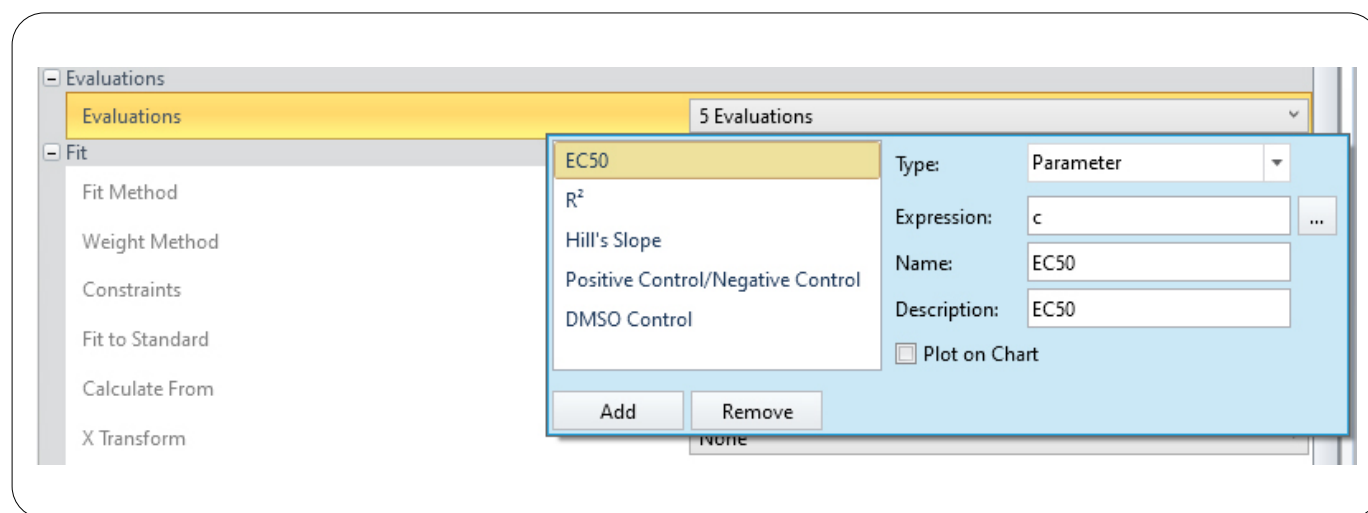 Evaluations
Evaluations 5 Evaluations
Fit
Fit Method
Weight Method
Constraints
Fit to Standard
Calculate From
X Transform
EC50
R²
Hill's Slope
Positive Control/Negative Control
DMSO Control
Add Remove
Type: Parameter
Expression: c ...
Name: EC50
Description: EC50
Plot on Chart
None